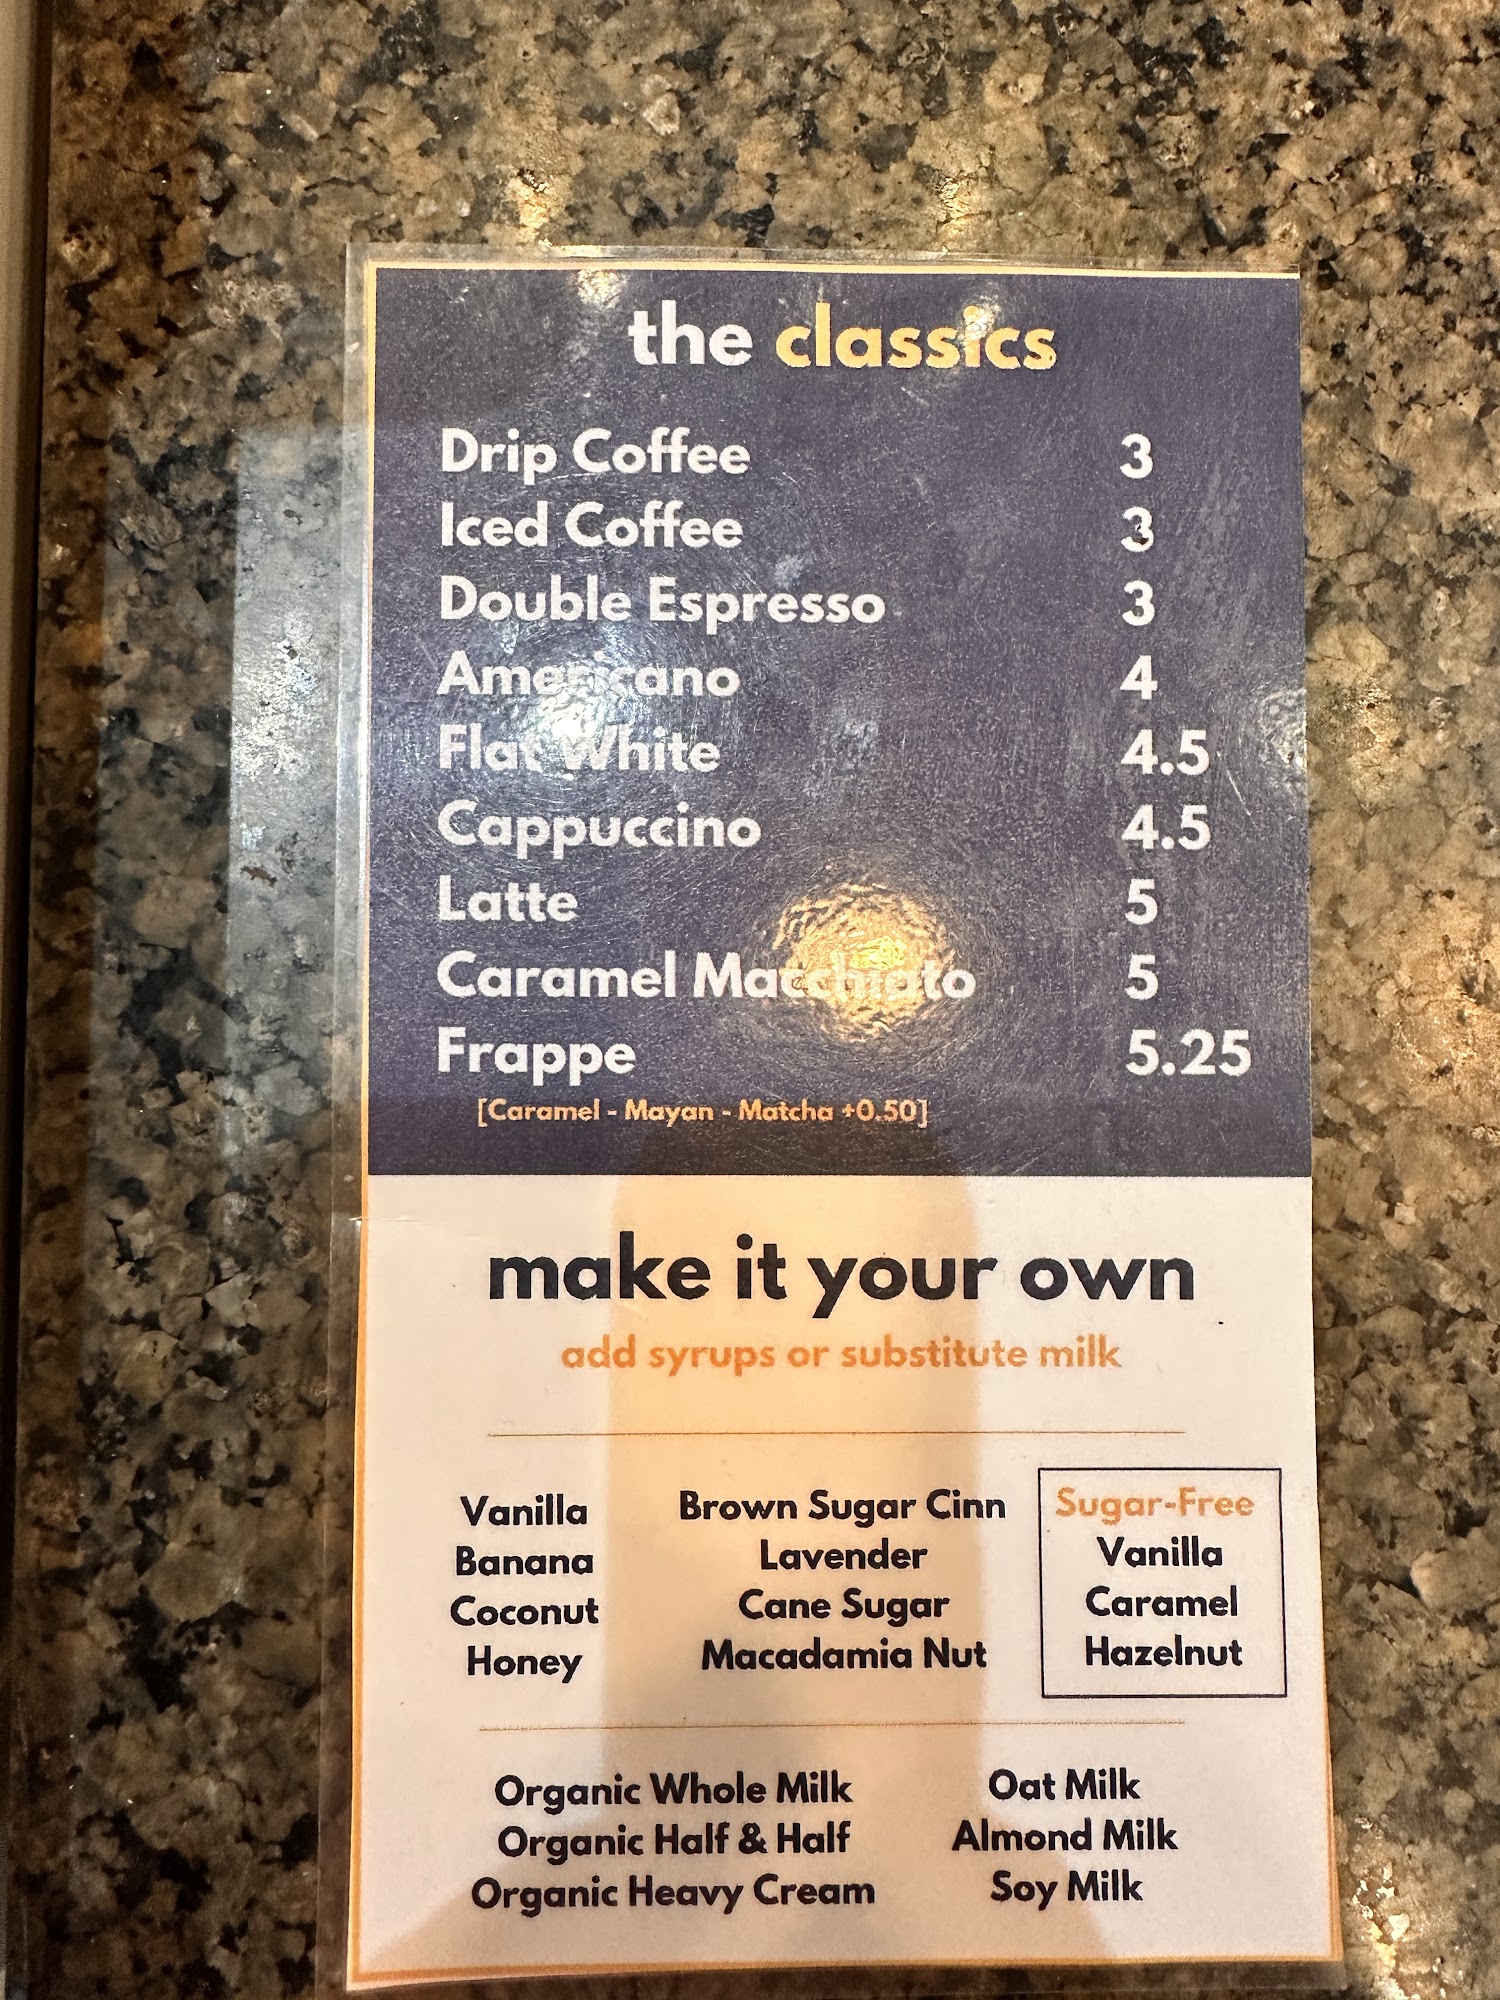 the classics
Drip Coffee 3
Iced Coffee 3
Double Espresso 3
Americano 4
Flat White 4.5
Cappuccino 4.5
Latte 5
Caramel Macchiato 5
Frappe 5.25
[Caramel - Mayan - Matcha +0.50]
make it your own
add syrups or substitute milk
Vanilla
Banana
Coconut
Honey
Brown Sugar Cinn
Lavender
Cane Sugar
Macadamia Nut
Sugar-Free
Vanilla
Caramel
Hazelnut
Organic Whole Milk
Organic Half & Half
Organic Heavy Cream
Oat Milk
Almond Milk
Soy Milk